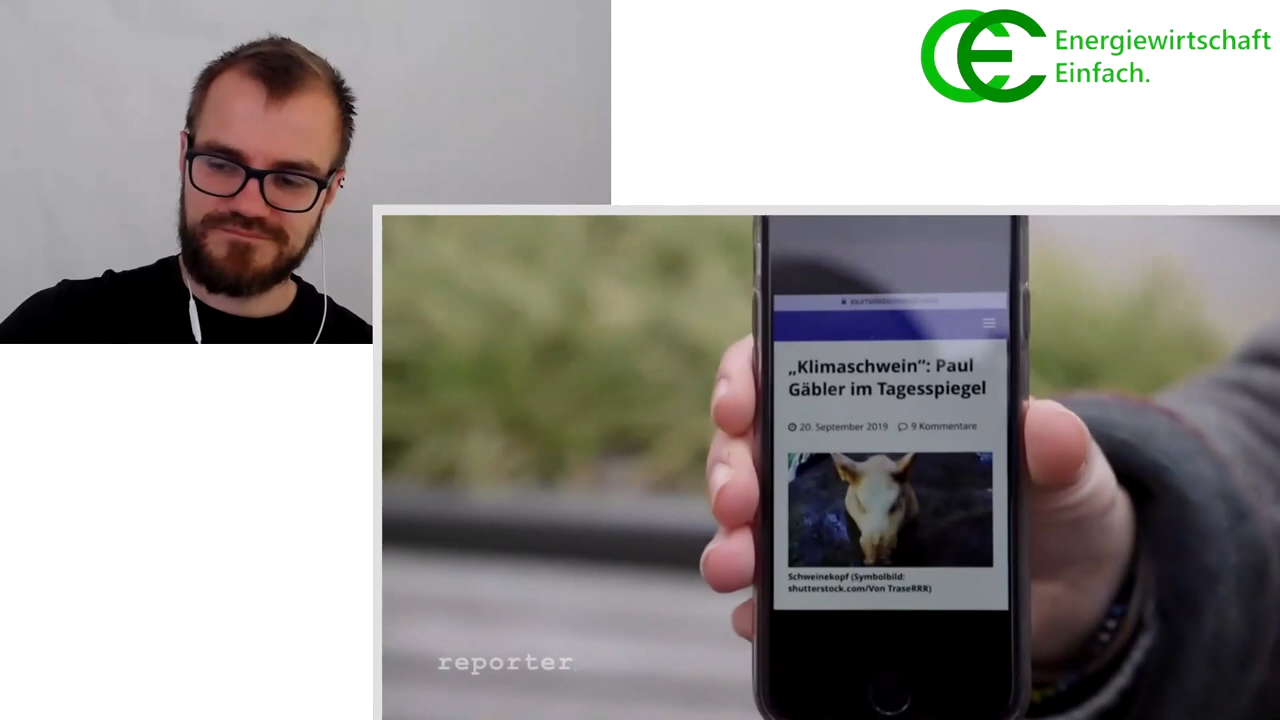 Energiewirtschaft
Einfach.
„Klimaschwein“: Paul
Gäbler im Tagesspiegel
20. September 2019 9 Kommentare
Schweinekopf (Symbolbild:
shutterstock.com/Von TraseRRR)
reporter